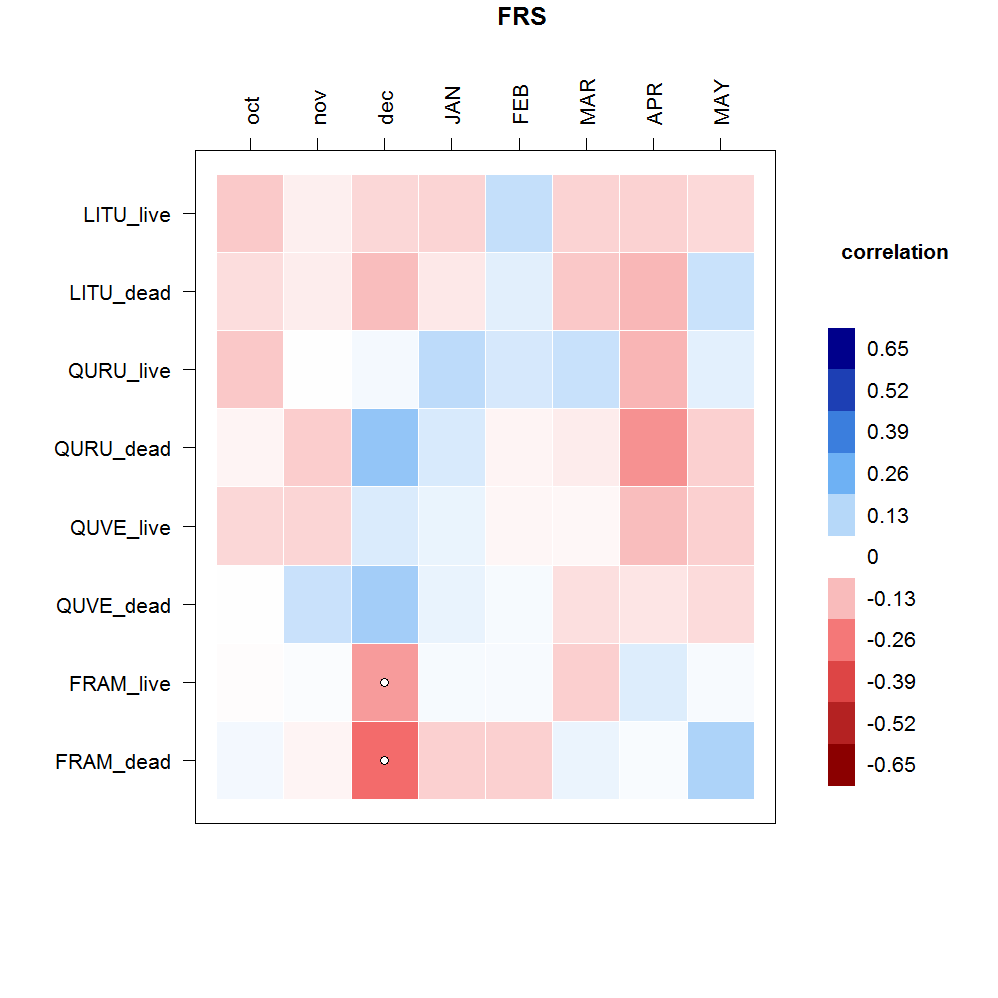 FRS
oct nov dec JAN FEB MAR APR MAY
LITU_live
LITU_dead
QURU_live
QURU_dead
QUVE_live
QUVE_dead
FRAM_live
FRAM_dead
correlation
0.65
0.52
0.39
0.26
0.13
0
-0.13
-0.26
-0.39
-0.52
-0.65